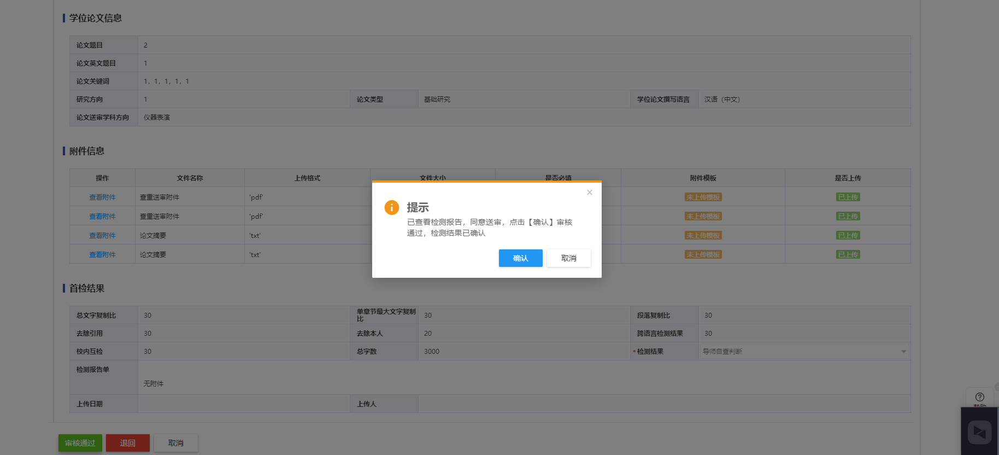 学位论文信息
论文题目 2
论文英文题目 1
论文关键词 1，1，1，1，1
研究方向 1 论文类型 基础研究 学位论文撰写语言 汉语（中文）
论文送审学科方向 仪器表演
附件信息
操作 文件名称 上传格式 文件大小 是否必填 附件模板 是否上传
查看附件 查重送审附件 'pdf' 未上传模板 已上传
查看附件 查重送审附件 'pdf' 未上传模板 已上传
查看附件 论文摘要 'txt' 未上传模板 已上传
查看附件 论文摘要 'txt' 未上传模板 已上传
提示
已查看检测报告，同意送审，点击【确认】审核
通过，检测结果已确认
确认 取消
首检结果
总文字复制比 30 单章节最大文字复制
比 30 段落复制比 30
去除引用 30 去除本人 20 跨语言检测结果 30
校内互检 30 总字数 3000 *检测结果 导师自查判断
检测报告单
无附件
上传日期 上传人
帮助
审核通过 退回 取消